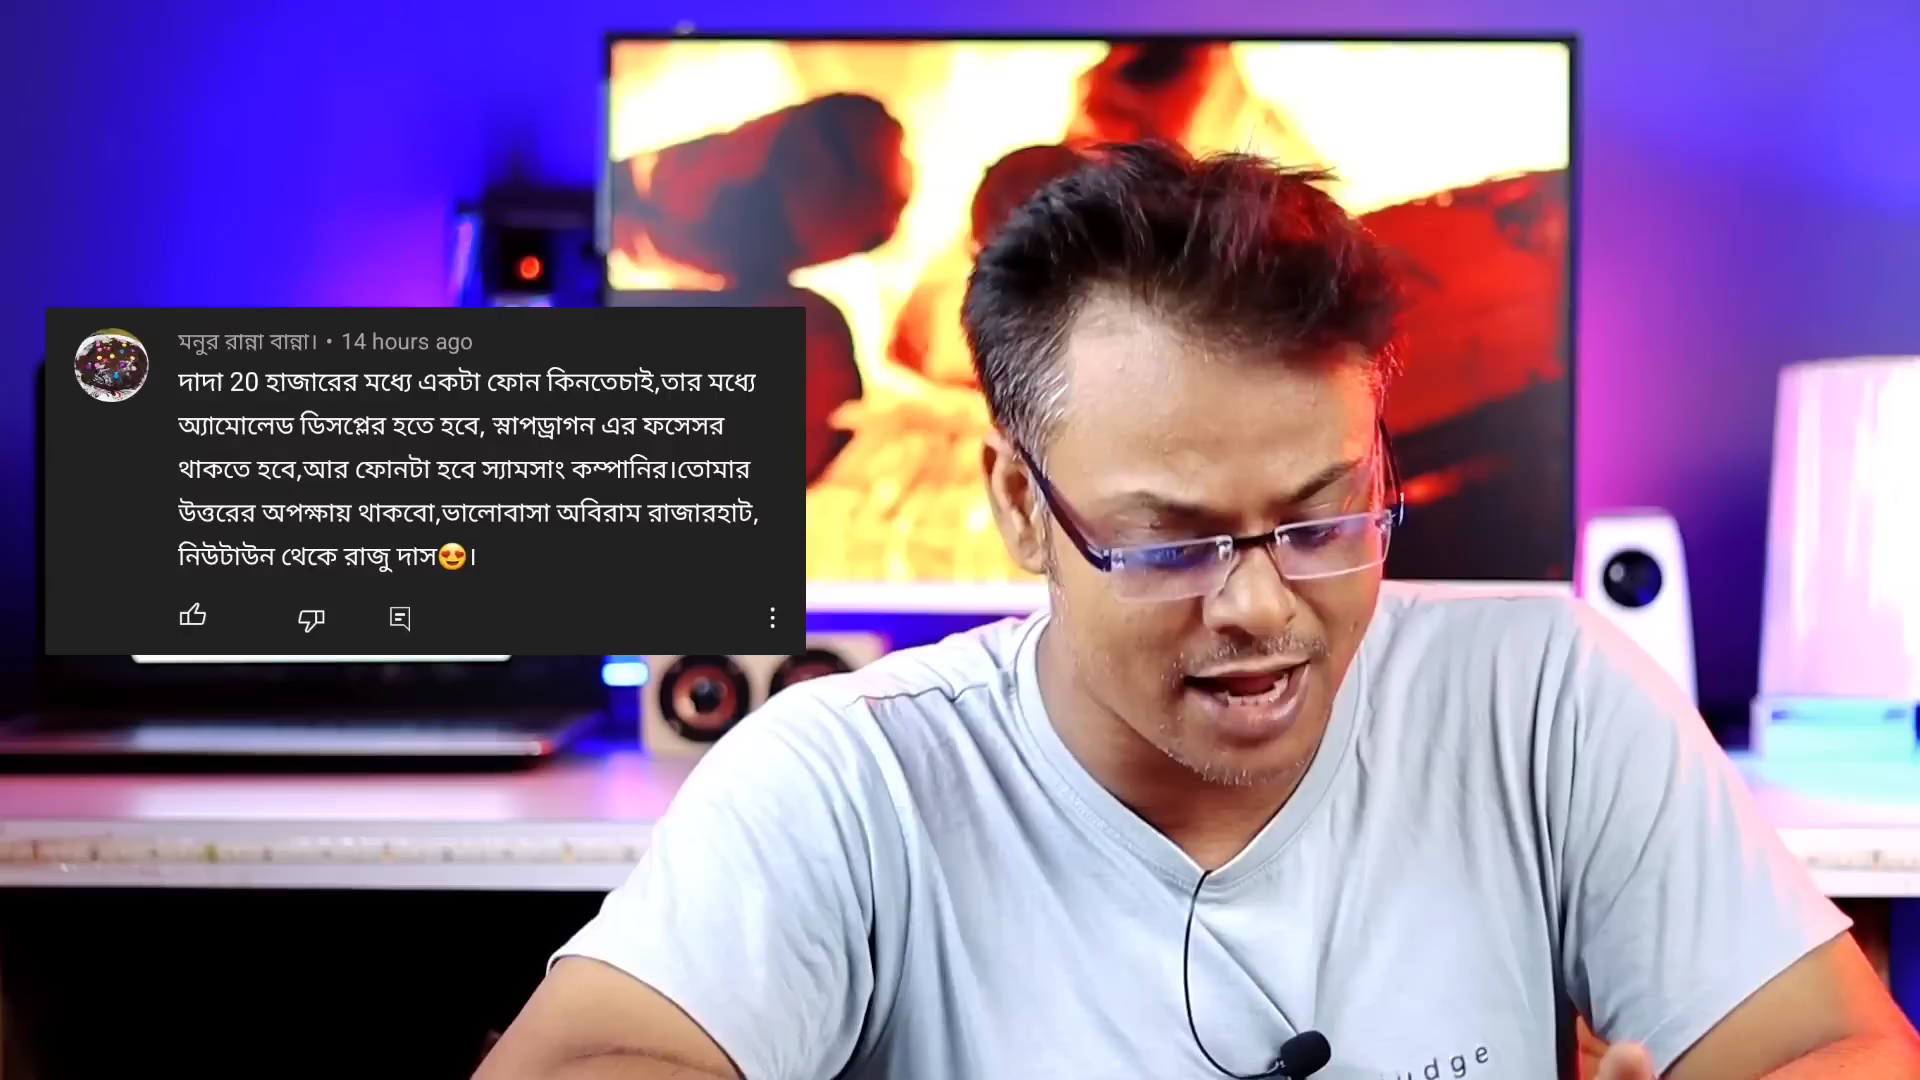 মনুর রান্না বান্না। • 14 hours ago
দাদা 20 হাজারের মধ্যে একটা ফোন কিনতেচাই,তার মধ্যে
অ্যামোলেড ডিসপ্লের হতে হবে, স্নাপড্রাগন এর ফসেসর
থাকতে হবে,আর ফোনটা হবে স্যামসাং কম্পানির।তোমার
উত্তরের অপক্ষায় থাকবো,ভালোবাসা অবিরাম রাজারহাট,
নিউটাউন থেকে রাজু দাস😍।